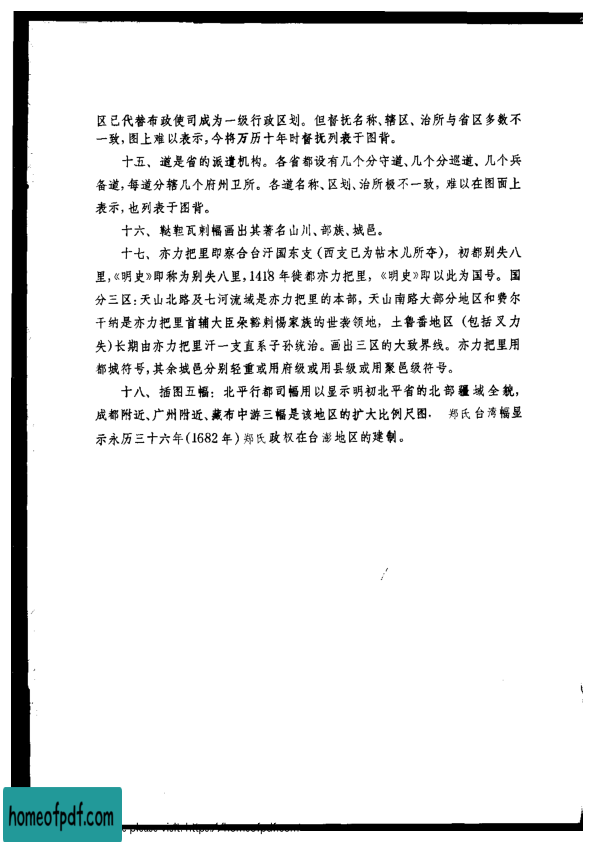 区已代替布政使司成为一级行政区划。但督抚名称、辖区、治所与省区多数不
一致，图上难以表示，今将万历十年时督抚列表于图背。
十五、道是省的派遣机构。各省都设有几个分守道、几个分巡道、几个兵
备道，每道分辖几个府州卫所。各道名称、区划、治所极不一致，难以在图面上
表示，也列表于图背。
十六、鞑靼瓦剌幅画出其著名山川、部族、城邑。
十七、亦力把里即察合台汗国东支（西支已为帖木儿所夺），初都别失八
里，《明史》即称为别失八里，1418年徙都亦力把里，《明史》即以此为国号。国
分三区：天山北路及七河流域是亦力把里的本部，天山南路大部分地区和费尔
干纳是亦力把里首辅大臣朵豁剌惕家族的世袭领地，土鲁番地区（包括叉力
失）长期由亦力把里汗一支直系子孙统治。画出三区的大致界线。亦力把里用
都城符号，其余城邑分别轻重或用府级或用县级或用聚邑级符号。
十八、插图五幅：北平行都司幅用以显示明初北平省的北部疆域全貌，
成都附近、广州附近、藏布中游三幅是该地区的扩大比例尺图． 郑氏台湾幅显
示永历三十六年（1682年）郑氏政权在台澎地区的建制。
homeofpdf.com
please visit: https://homeofpdf.com